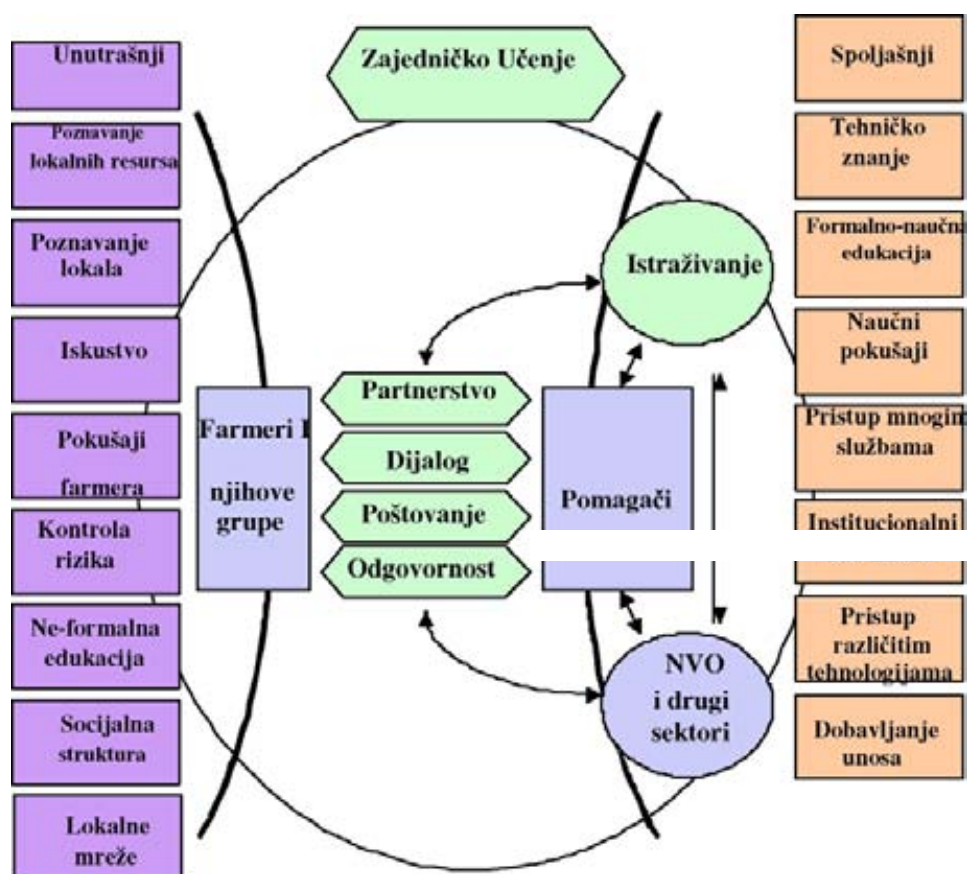 Unutrašnji
Poznavanje
lokalnih resursa
Poznavanje
lokala
Iskustvo
Pokušaji
farmera
Kontrola
rizika
Ne-formalna
edukacija
Socijalna
struktura
Lokalne
mreže
Zajedničko Učenje
Farmeri I
njihove
grupe
Partnerstvo
Dijalog
Poštovanje
Odgovornost
Istraživanje
Pomagači
NVO
i drugi
sektori
Spoljašnji
Tehničko
znanje
Formalno-naučna
edukacija
Naučni
pokušaji
Pristup mnogim
službama
Institucionalni
Pristup
različitim
tehnologijama
Dobavljanje
unosa